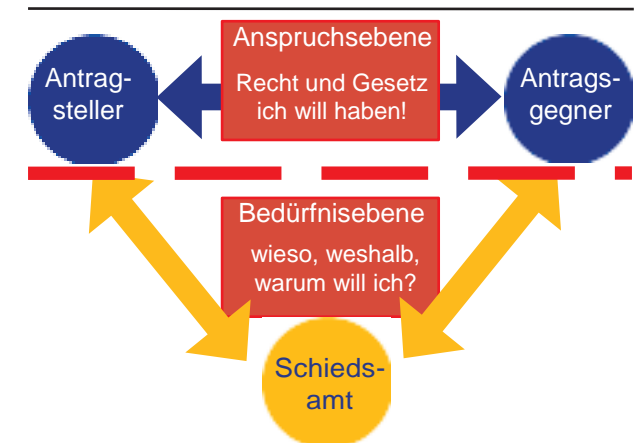 Anspruchsebene
Antrag-
steller
Recht und Gesetz
ich will haben!
Antrags-
gegner
Bedürfnisebene
wieso, weshalb,
warum will ich?
Schieds-
amt